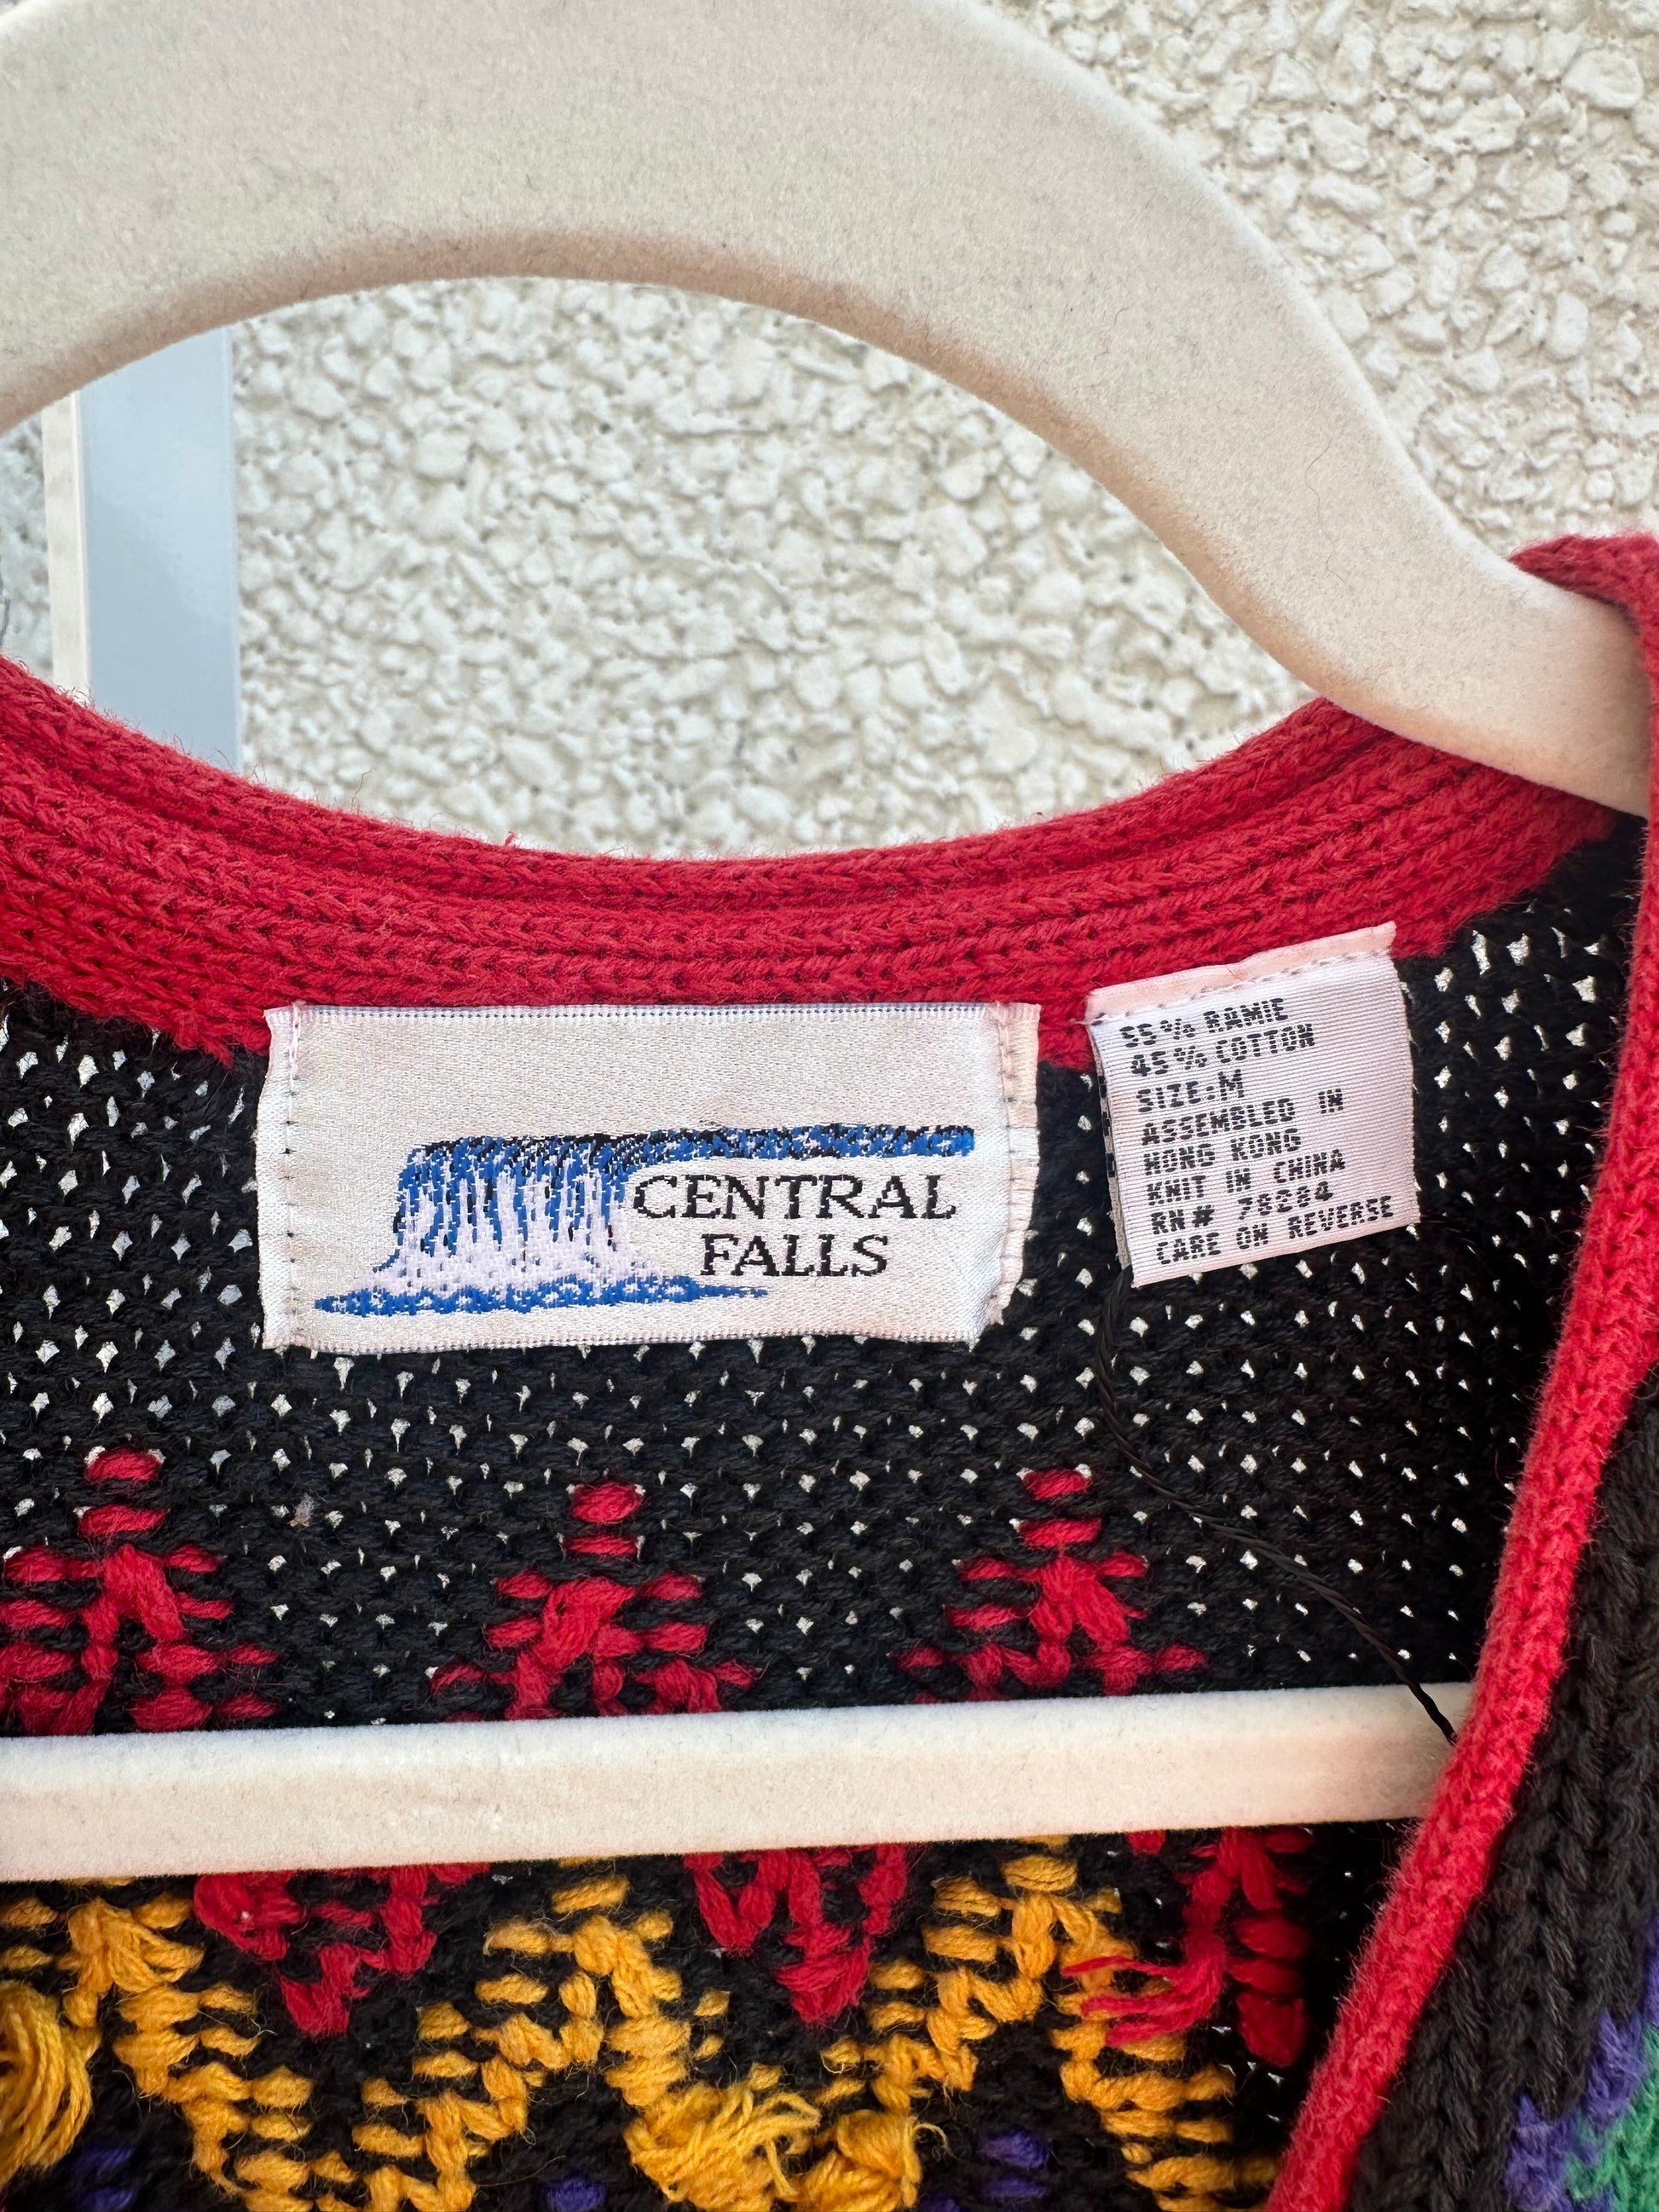 CENTRAL
FALLS
55% RAMIE
45% COTTON
SIZE:M
ASSEMBLED IN
HONG KONG
KNIT IN CHINA
RN# 78284
CARE ON REVERSE